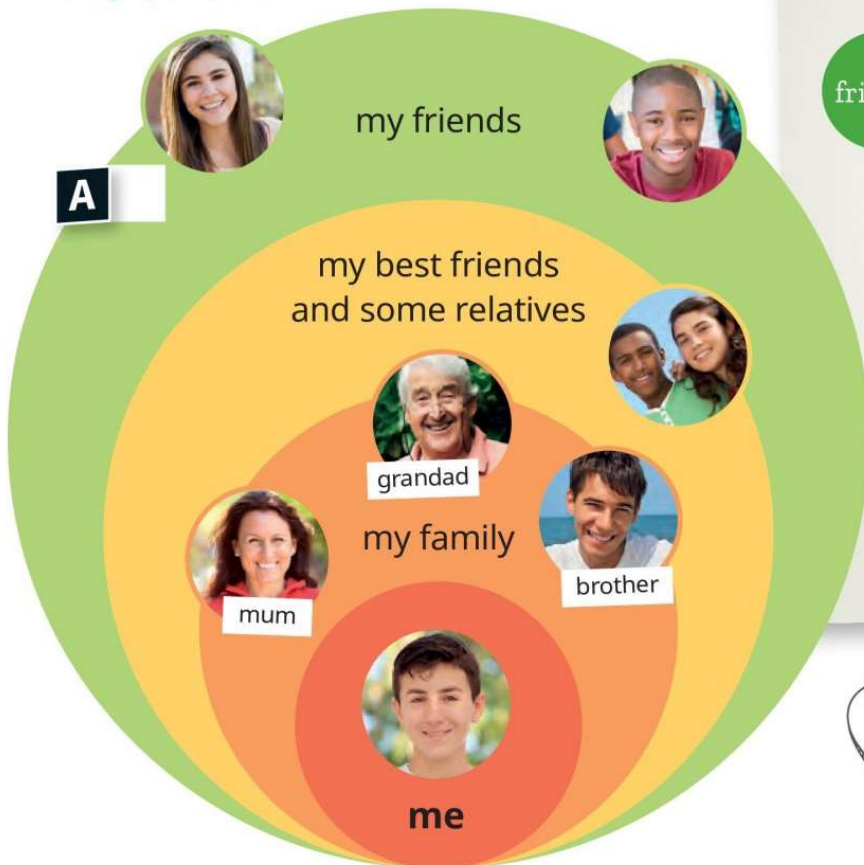 my friends
A
my best friends
and some relatives
grandad
my family
brother
mum
me